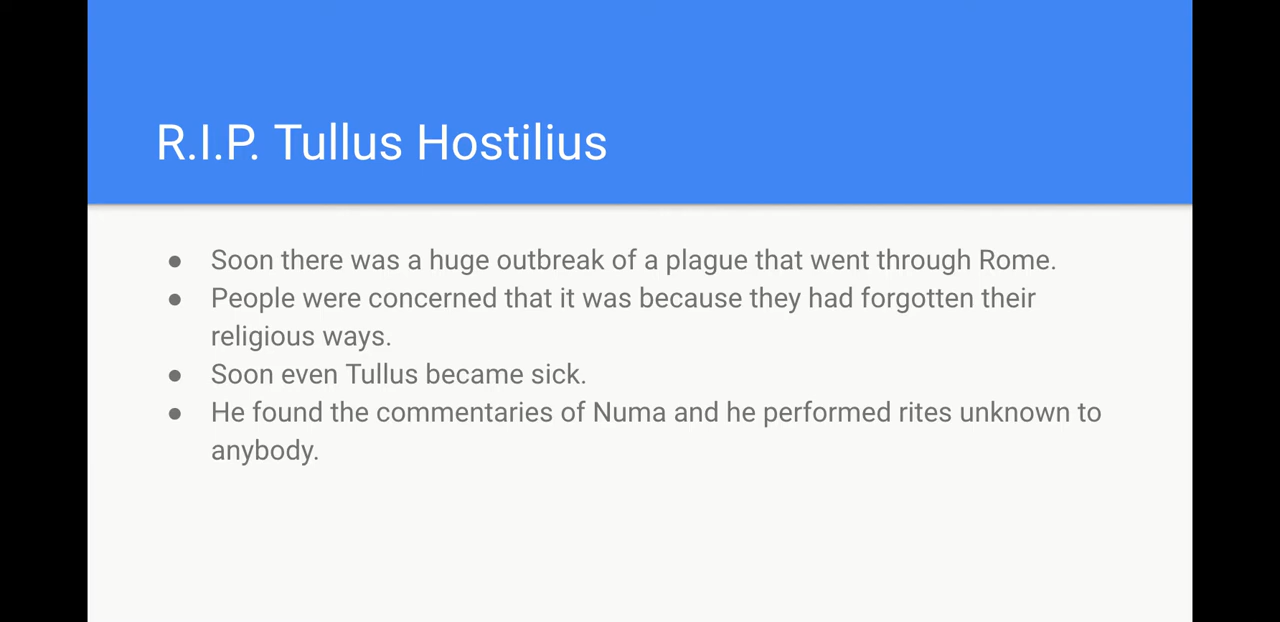 R.I.P. Tullus Hostilius
● Soon there was a huge outbreak of a plague that went through Rome.
● People were concerned that it was because they had forgotten their
religious ways.
● Soon even Tullus became sick.
● He found the commentaries of Numa and he performed rites unknown to
anybody.